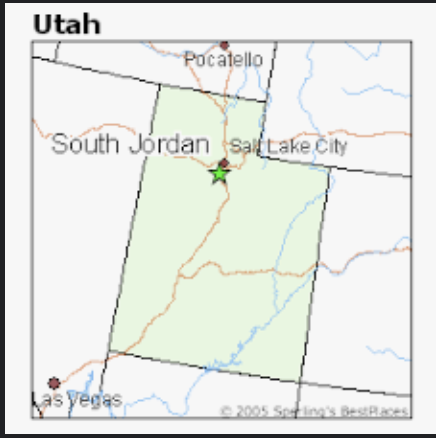 Utah
Pocatello
South Jordan
Salt Lake City
Las Vegas
© 2005 Sperling's BestPlaces